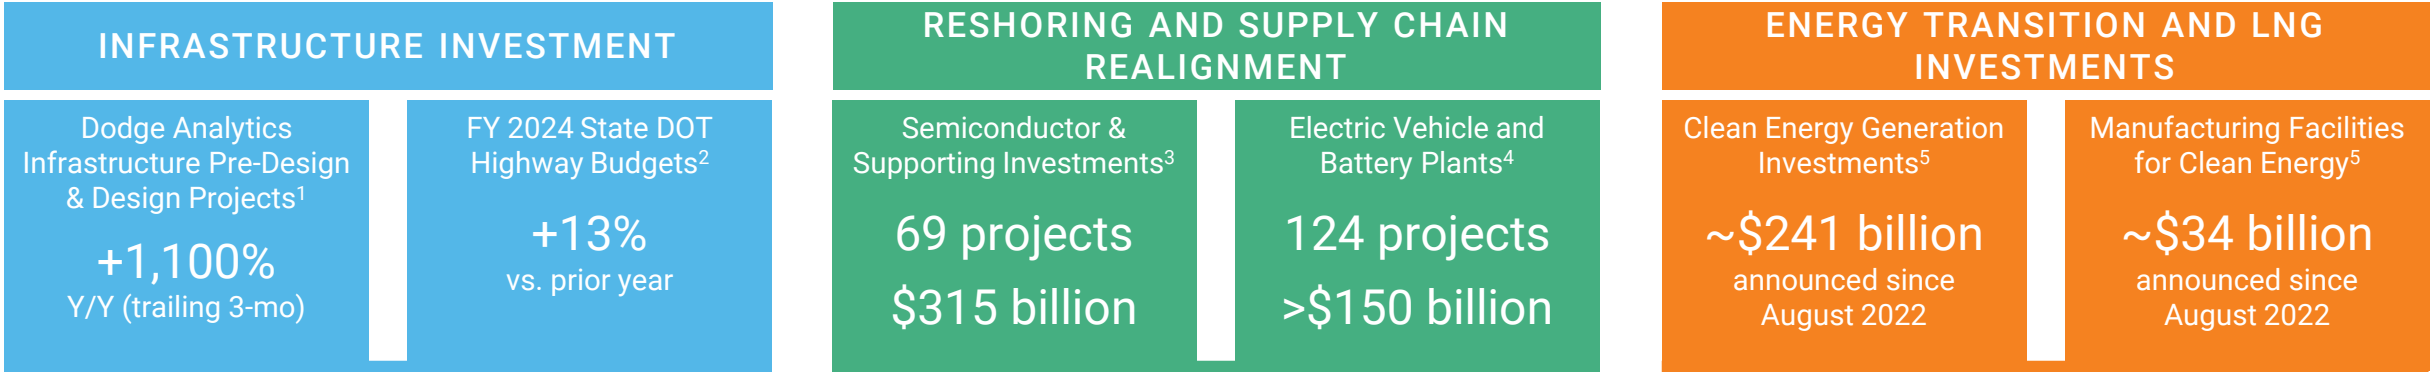 INFRASTRUCTURE INVESTMENT
Dodge Analytics
Infrastructure Pre-Design
& Design Projects¹
+1,100%
Y/Y (trailing 3-mo)
FY 2024 State DOT
Highway Budgets²
+13%
vs. prior year
RESHORING AND SUPPLY CHAIN
REALIGNMENT
Semiconductor &
Supporting Investments³
69 projects
$315 billion
Electric Vehicle and
Battery Plants⁴
124 projects
>$150 billion
ENERGY TRANSITION AND LNG
INVESTMENTS
Clean Energy Generation
Investments⁵
~$241 billion
announced since
August 2022
Manufacturing Facilities
for Clean Energy⁵
~$34 billion
announced since
August 2022